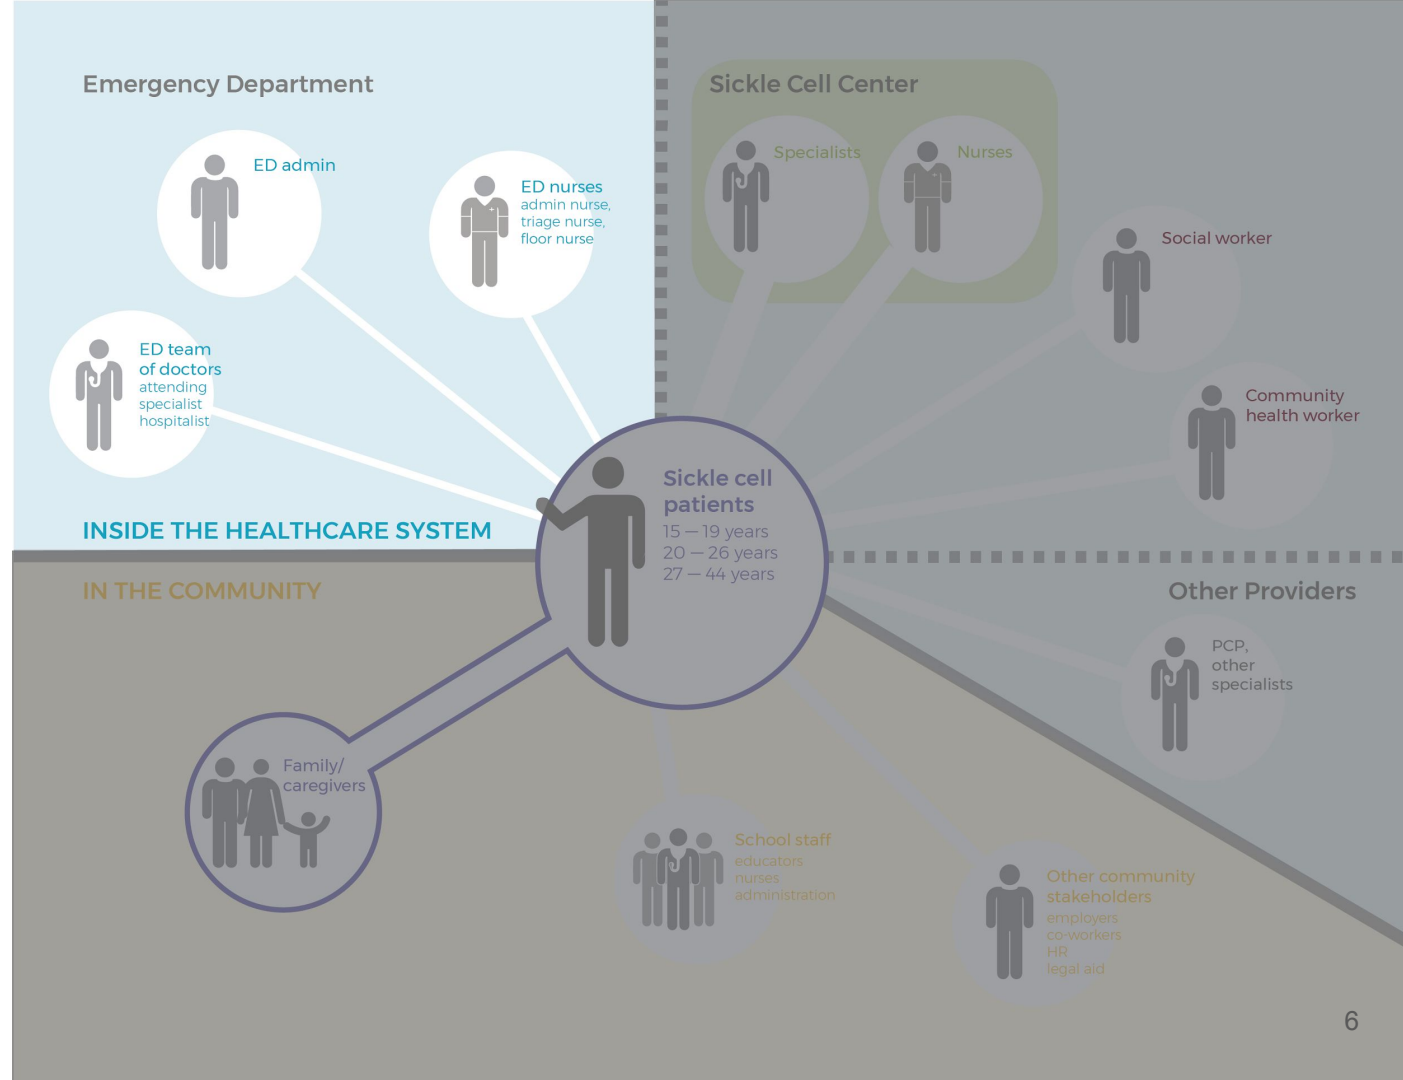 Emergency Department
ED admin
ED nurses
admin nurse,
triage nurse,
floor nurse
ED team
of doctors
attending
specialist
hospitalist
INSIDE THE HEALTHCARE SYSTEM
Sickle Cell Center
Specialists
Nurses
Social worker
Community
health worker
Sickle cell
patients
15 — 19 years
20 — 26 years
27 — 44 years
IN THE COMMUNITY
Other Providers
PCP,
other
specialists
Family/
caregivers
School staff
educators
nurses
administration
Other community
stakeholders
employers
co-workers
HR
legal aid
6